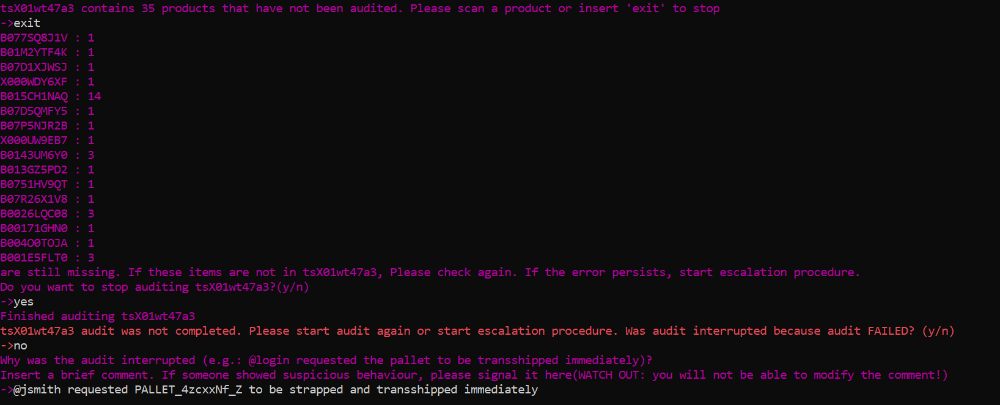 tsX01wt47a3 contains 35 products that have not been audited. Please scan a product or insert 'exit' to stop
->exit
B077SQ8J1V : 1
B01M2YTF4K : 1
B07D1XJWSJ : 1
X000WDY6XF : 1
B015CH1NAQ : 14
B07D5QMFY5 : 1
B07P5NJR2B : 1
X000UW9EB7 : 1
B0143UM6Y0 : 3
B013GZ5PD2 : 1
B0751HV9QT : 1
B07R26X1V8 : 1
B0026LQC08 : 3
B00171GHN0 : 1
B004O0TOJA : 1
B001E5FLT0 : 3
are still missing. If these items are not in tsX01wt47a3, Please check again. If the error persists, start escalation procedure.
Do you want to stop auditing tsX01wt47a3?(y/n)
->yes
Finished auditing tsX01wt47a3
tsX01wt47a3 audit was not completed. Please start audit again or start escalation procedure. Was audit interrupted because audit FAILED? (y/n)
->no
Why was the audit interrupted (e.g.: @login requested the pallet to be transshipped immediately)?
Insert a brief comment. If someone showed suspicious behaviour, please signal it here(WATCH OUT: you will not be able to modify the comment!)
->@jsmith requested PALLET_4zcxxNf_Z to be strapped and transshipped immediately